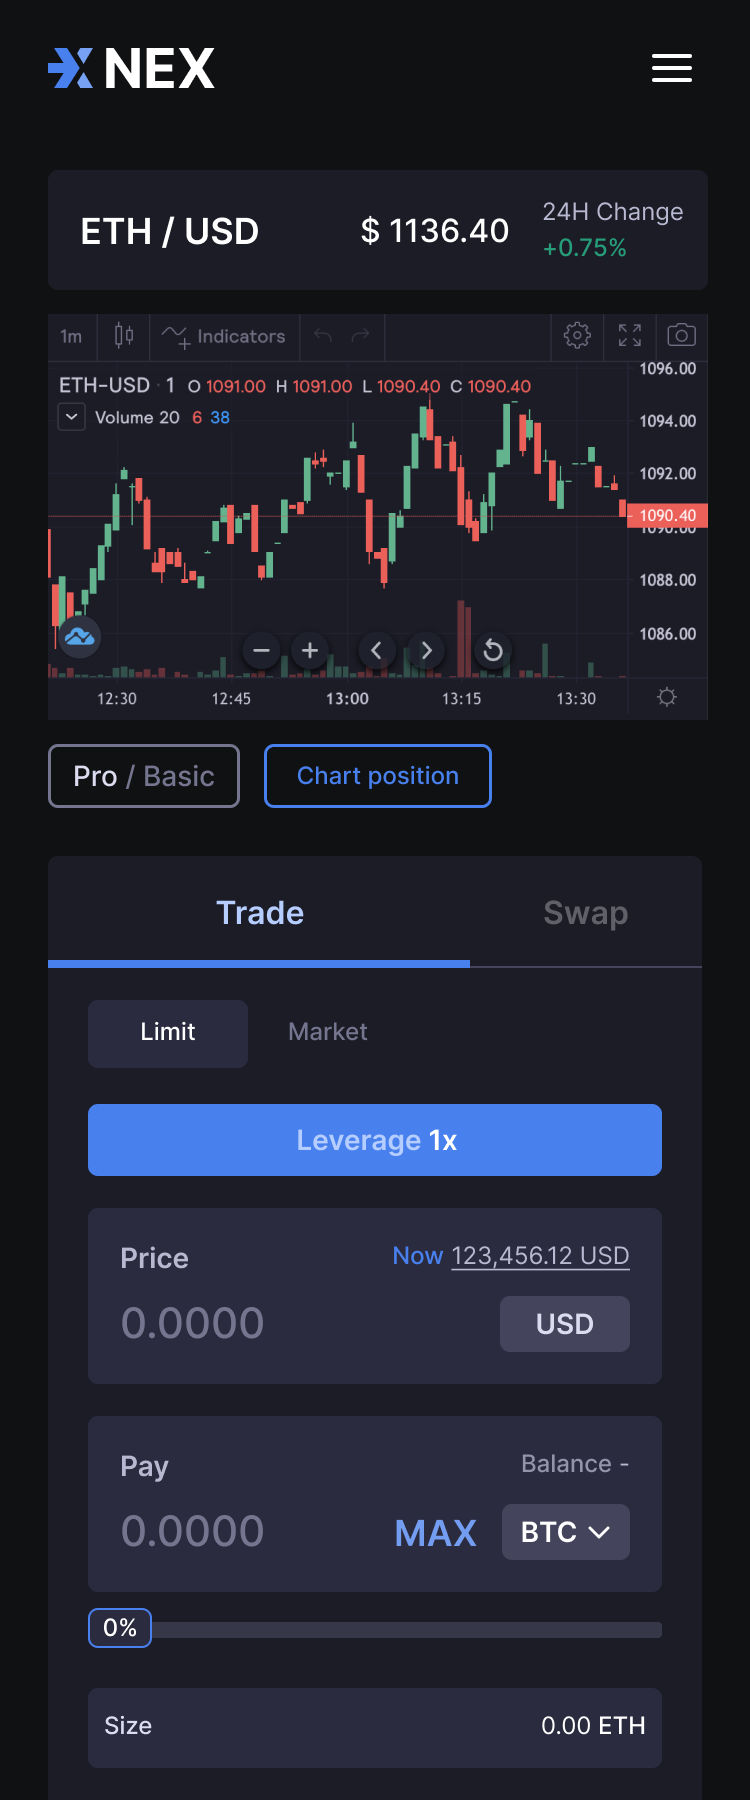 NEX
ETH / USD
$ 1136.40
24H Change
+0.75%
1m
Indicators
ETH-USD · 1 O 1091.00 H 1091.00 L 1090.40 C 1090.40
Volume 20 6 38
1096.00
1094.00
1092.00
1090.40
1090.00
1088.00
1086.00
12:30 12:45 13:00 13:15 13:30
Pro / Basic
Chart position
Trade
Swap
Limit
Market
Leverage 1x
Price
Now 123,456.12 USD
0.0000
USD
Pay
Balance -
0.0000
MAX
BTC
0%
Size
0.00 ETH